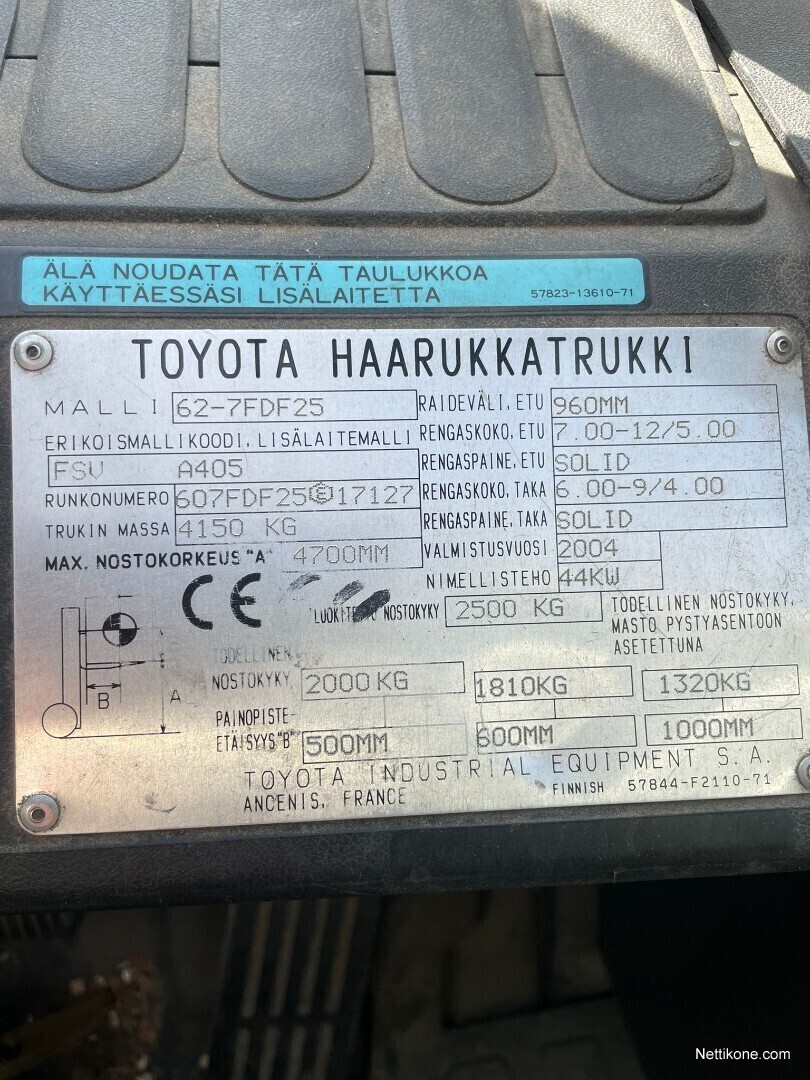 ÄLÄ NOUDATA TÄTÄ TAULUKKOA
KÄYTTÄESSÄSI LISÄLAITETTA 57823-13610-71
TOYOTA HAARUKKATRUKKI
MALLI 62-7FDF25 RAIDEVÄLI, ETU 960MM
ERIKOISMALLIKOODI, LISÄLAITEMALLI RENGASKOKO, ETU 7.00-12/5.00
FSV A405 RENGASPAINE, ETU SOLID
RUNKONUMERO 607FDF25Ⓔ17127 RENGASKOKO, TAKA 6.00-9/4.00
TRUKIN MASSA 4150 KG RENGASPAINE, TAKA SOLID
MAX. NOSTOKORKEUS "A" 4700MM VALMISTUSVUOSI 2004
NIMELLISTEHO 44KW
CE NOSTOKYKY 2500 KG TODELLINEN NOSTOKYKY,
MASTO PYSTYASENTOON
ASETETTUNA
TODELLINEN
NOSTOKYKY 2000 KG 1810KG 1320KG
B A
PAINOPISTE-
ETÄISYYS"B" 500MM 600MM 1000MM
TOYOTA INDUSTRIAL EQUIPMENT S.A.
ANCENIS, FRANCE FINNISH 57844-F2110-71
Nettikone.com